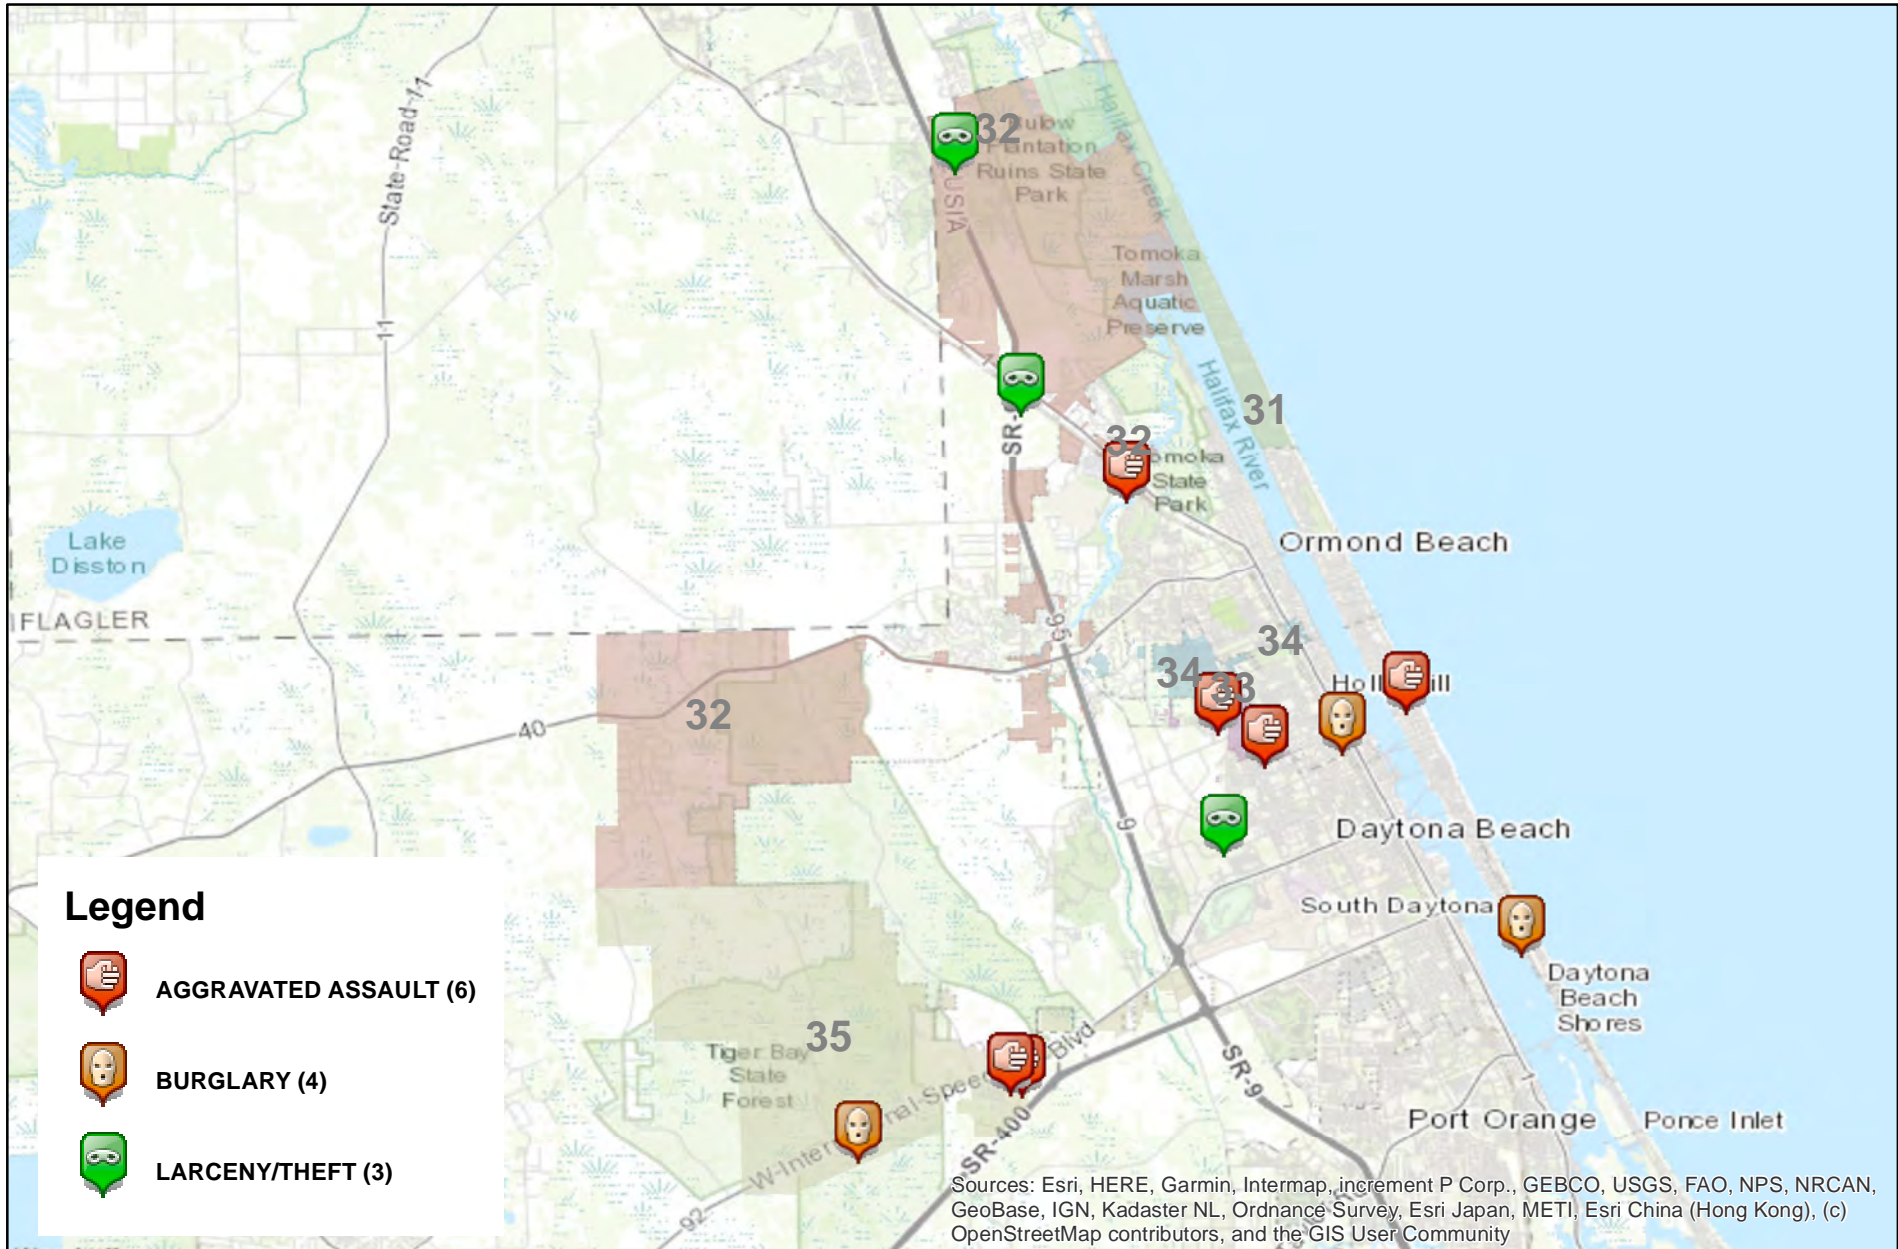 State-Road-11
11
32
Plantation
Ruins State
Park
USIA
Halifax Creek
Tomoka
Marsh
Aquatic
Preserve
Halifax River
31
SR-
32
State
Park
Ormond Beach
Lake
Disston
FLAGLER
95
34
34
33
32
40
9
Daytona Beach
South Daytona
Daytona
Beach
Shores
35
Tiger Bay
State
Forest
Blvd
SR-400
SR-9
1
Port Orange
Ponce Inlet
92
Legend
AGGRAVATED ASSAULT (6)
BURGLARY (4)
LARCENY/THEFT (3)
Sources: Esri, HERE, Garmin, Intermap, increment P Corp., GEBCO, USGS, FAO, NPS, NRCAN,
GeoBase, IGN, Kadaster NL, Ordnance Survey, Esri Japan, METI, Esri China (Hong Kong), (c)
OpenStreetMap contributors, and the GIS User Community